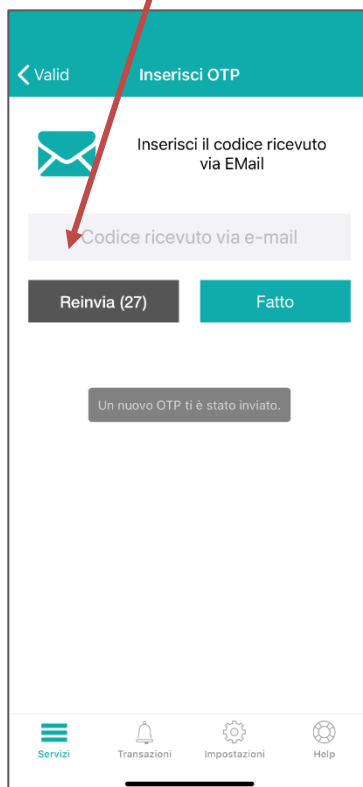 Valid
Inserisci OTP
Inserisci il codice ricevuto
via EMail
Codice ricevuto via e-mail
Reinvia (27)
Fatto
Un nuovo OTP ti è stato inviato.
Servizi
Transazioni
Impostazioni
Help